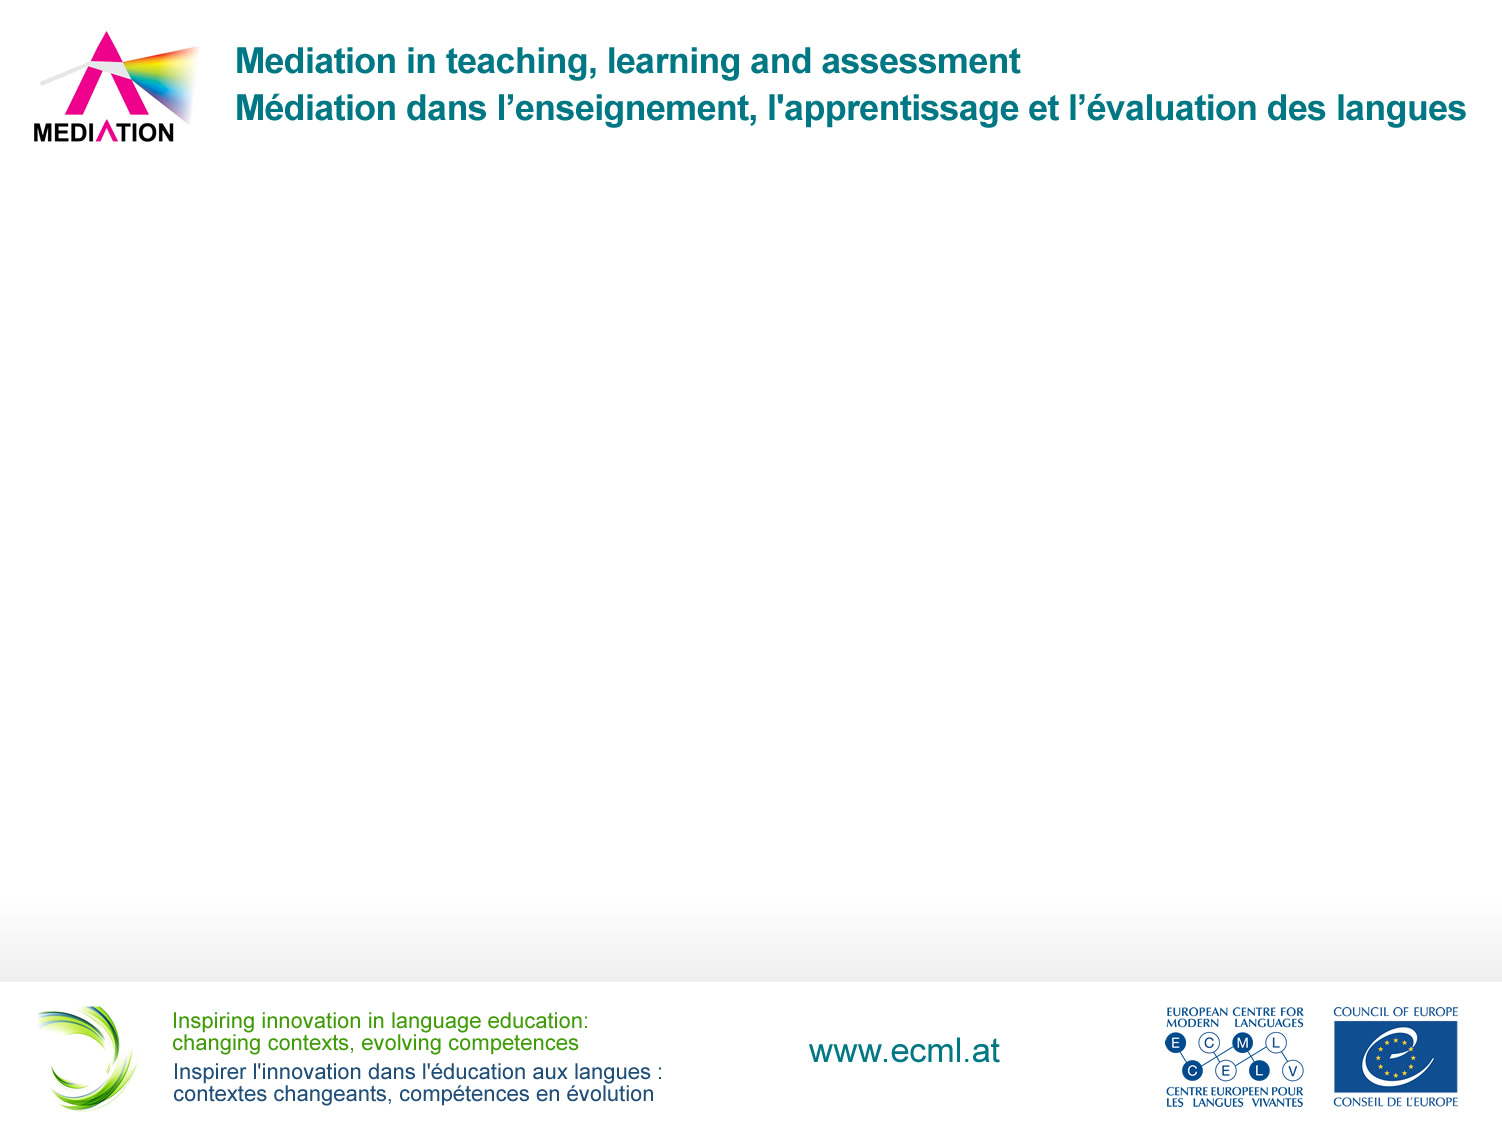 MEDIATION
Mediation in teaching, learning and assessment
Médiation dans l’enseignement, l'apprentissage et l’évaluation des langues
Inspiring innovation in language education:
changing contexts, evolving competences
Inspirer l'innovation dans l'éducation aux langues :
contextes changeants, compétences en évolution
www.ecml.at
EUROPEAN CENTRE FOR
MODERN LANGUAGES
E C M L
C E L V
CENTRE EUROPEEN POUR
LES LANGUES VIVANTES
COUNCIL OF EUROPE
CONSEIL DE L'EUROPE